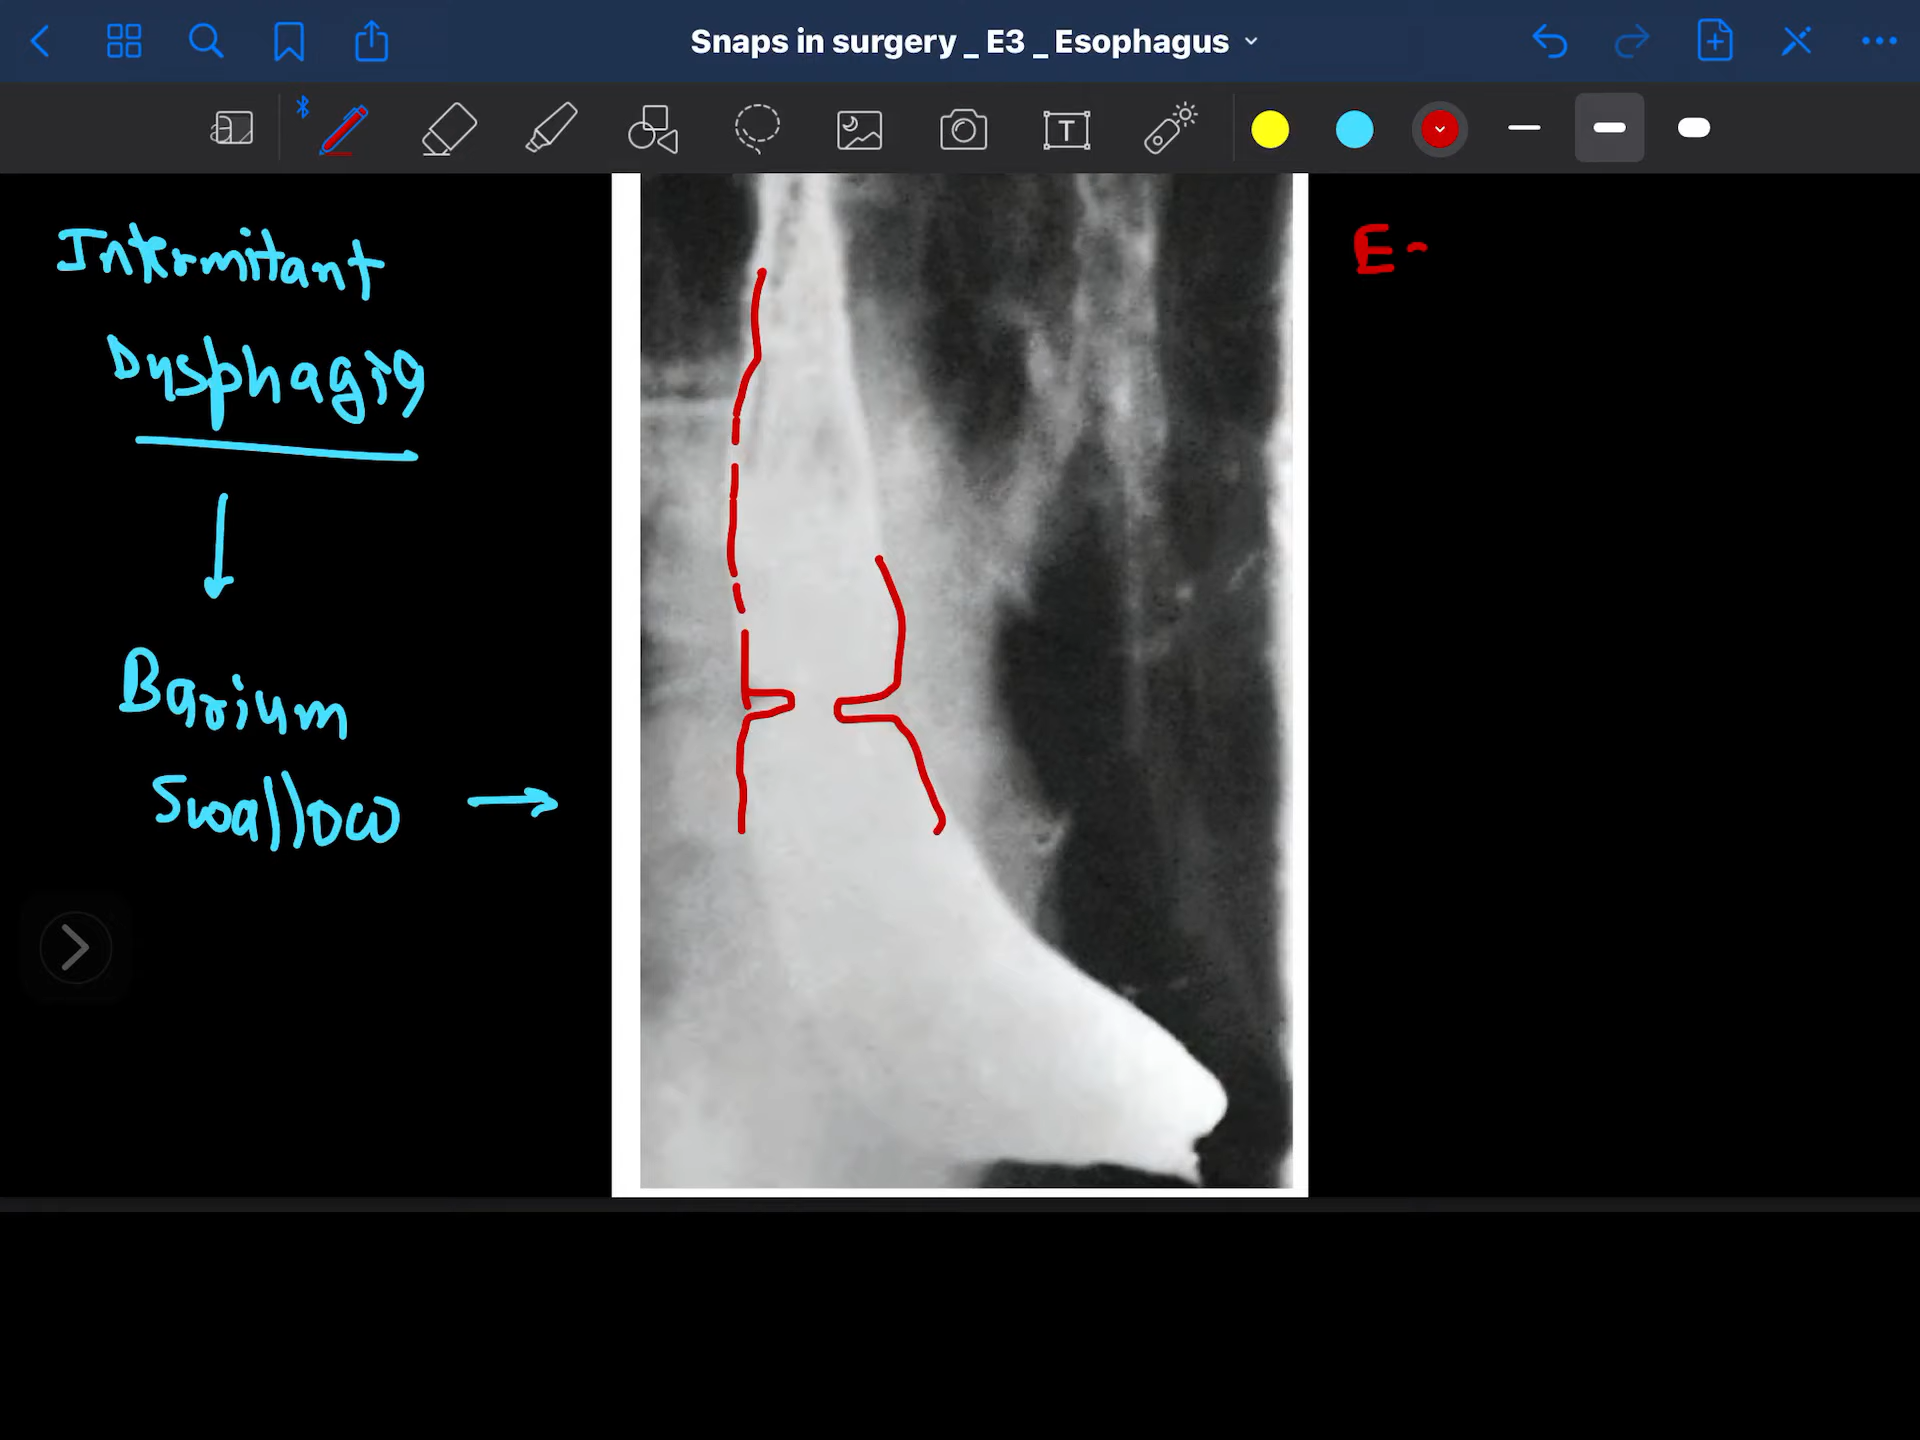 Snaps in surgery _ E3 _ Esophagus
Intermitant
Dysphagia
Barium
Swallow
E-